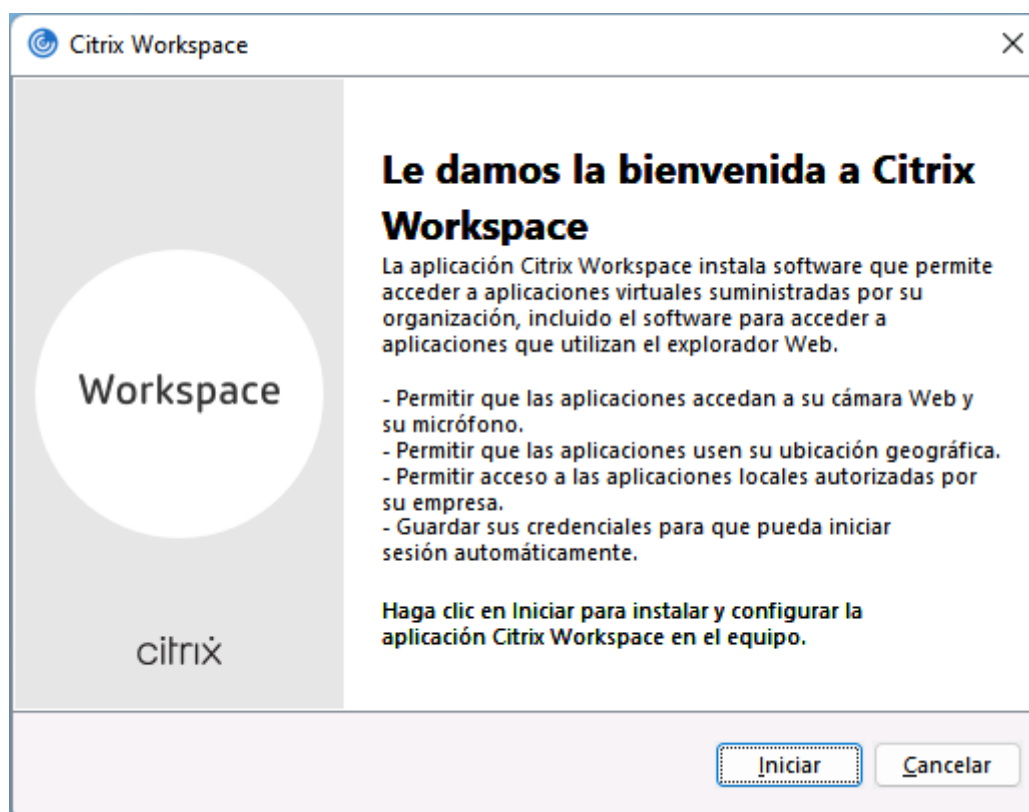 Citrix Workspace
Le damos la bienvenida a Citrix
Workspace
La aplicación Citrix Workspace instala software que permite
acceder a aplicaciones virtuales suministradas por su
organización, incluido el software para acceder a
aplicaciones que utilizan el explorador Web.
- Permitir que las aplicaciones accedan a su cámara Web y
su micrófono.
- Permitir que las aplicaciones usen su ubicación geográfica.
- Permitir acceso a las aplicaciones locales autorizadas por
su empresa.
- Guardar sus credenciales para que pueda iniciar
sesión automáticamente.
Haga clic en Iniciar para instalar y configurar la
aplicación Citrix Workspace en el equipo.
Workspace
citrix
Iniciar
Cancelar